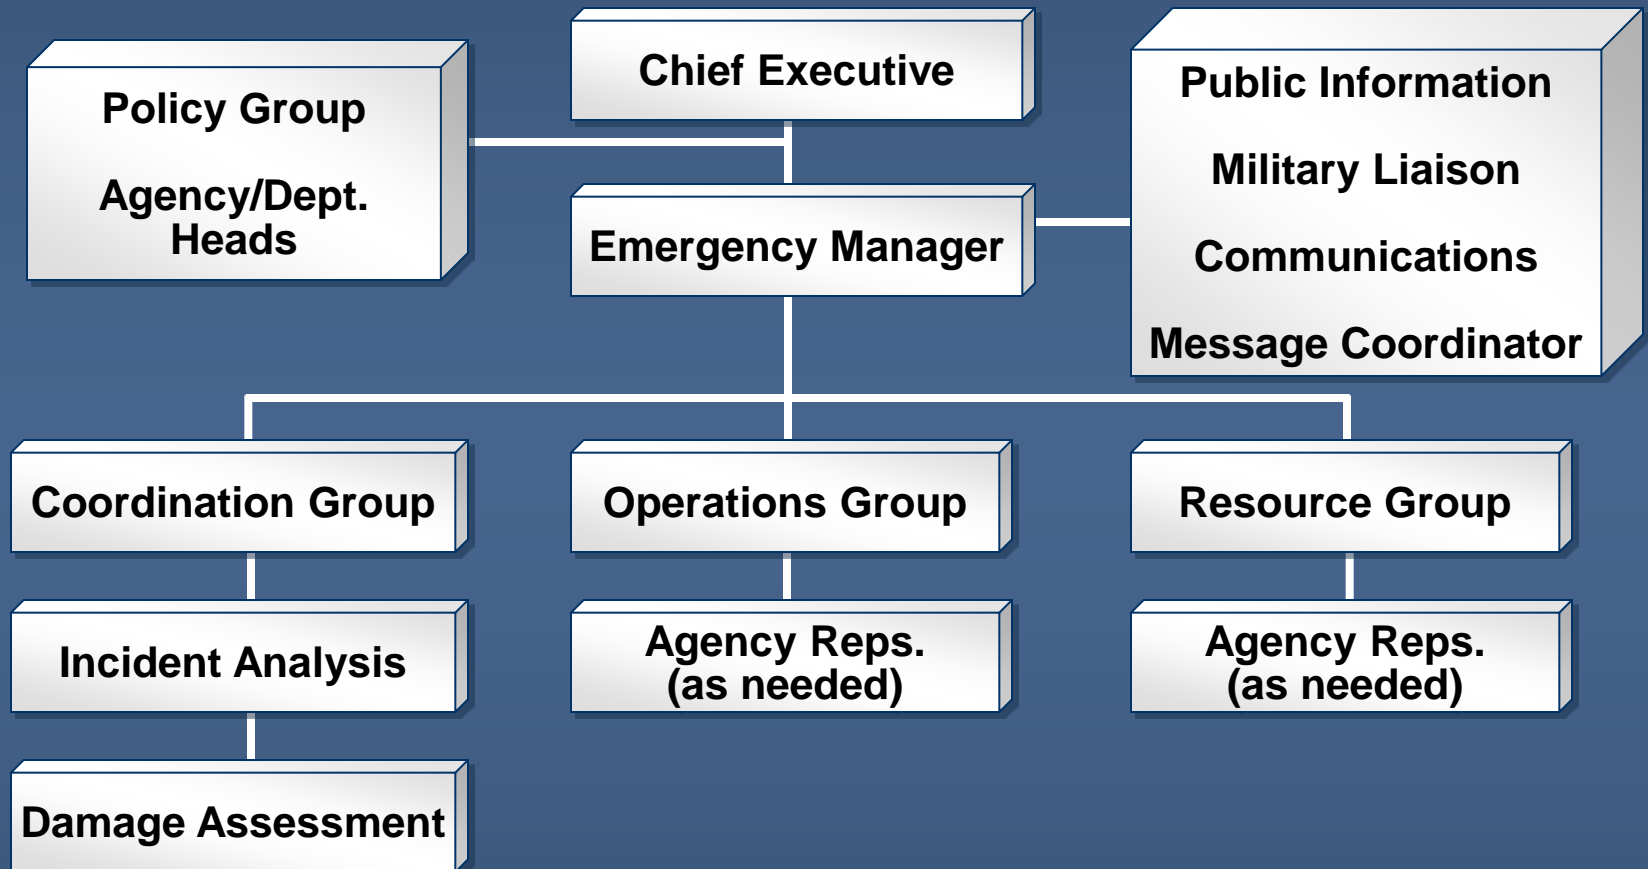 Chief Executive
Policy Group
Agency/Dept.
Heads
Public Information
Military Liaison
Communications
Message Coordinator
Emergency Manager
Coordination Group
Operations Group
Resource Group
Incident Analysis
Agency Reps.
(as needed)
Agency Reps.
(as needed)
Damage Assessment